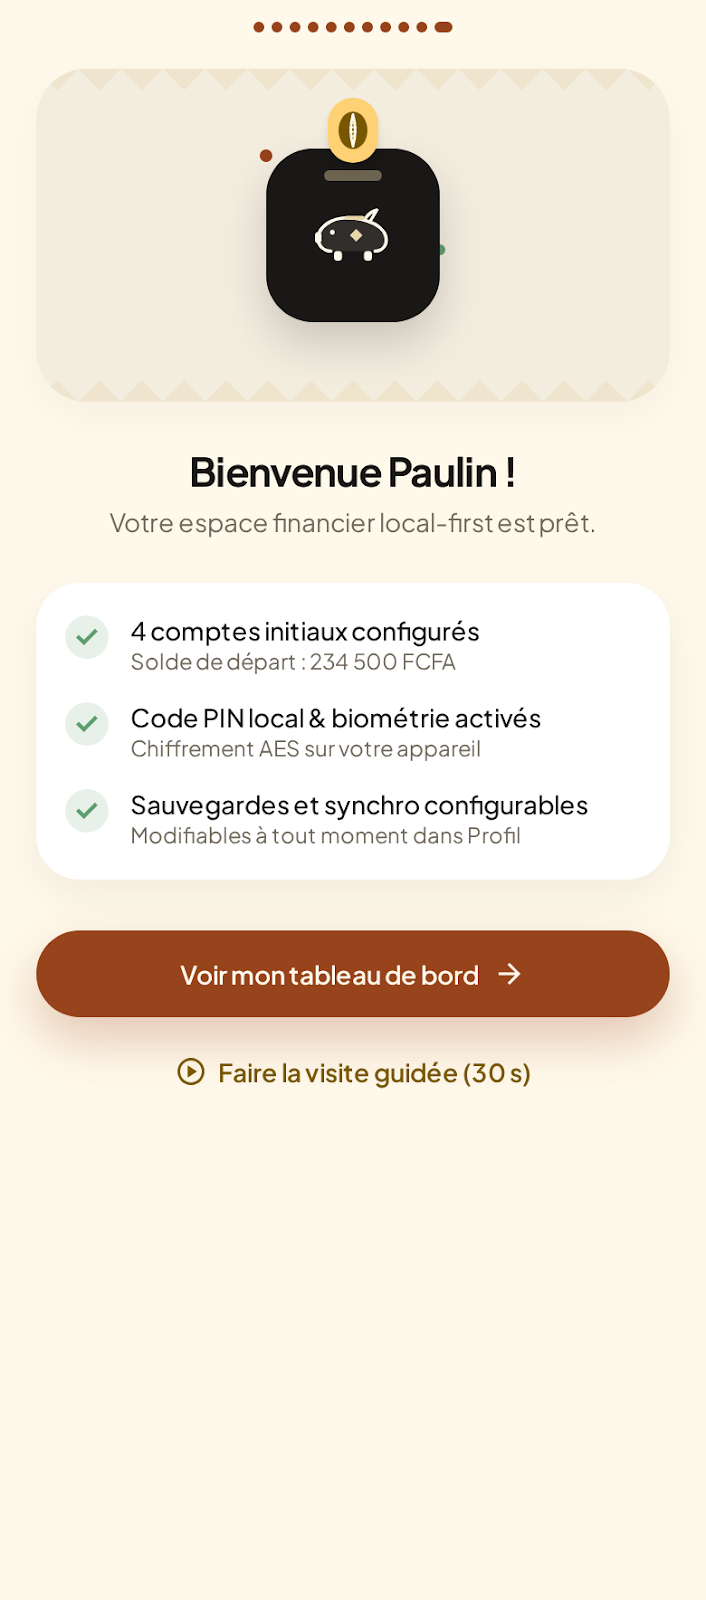 Bienvenue Paulin !
Votre espace financier local-first est prêt.
4 comptes initiaux configurés
Solde de départ : 234 500 FCFA
Code PIN local & biométrie activés
Chiffrement AES sur votre appareil
Sauvegardes et synchro configurables
Modifiables à tout moment dans Profil
Voir mon tableau de bord
Faire la visite guidée (30 s)